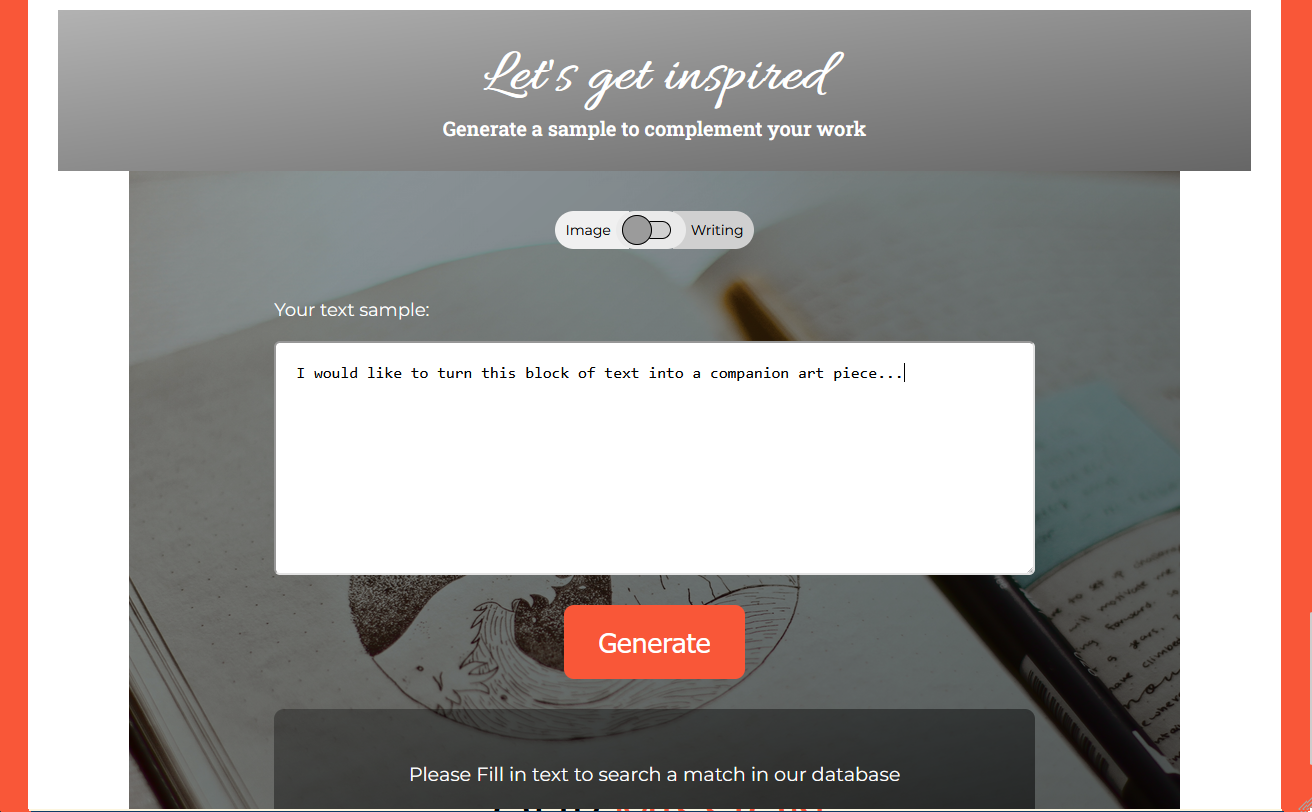 Let's get inspired
Generate a sample to complement your work
Image Writing
Your text sample:
I would like to turn this block of text into a companion art piece...
Generate
Please Fill in text to search a match in our database